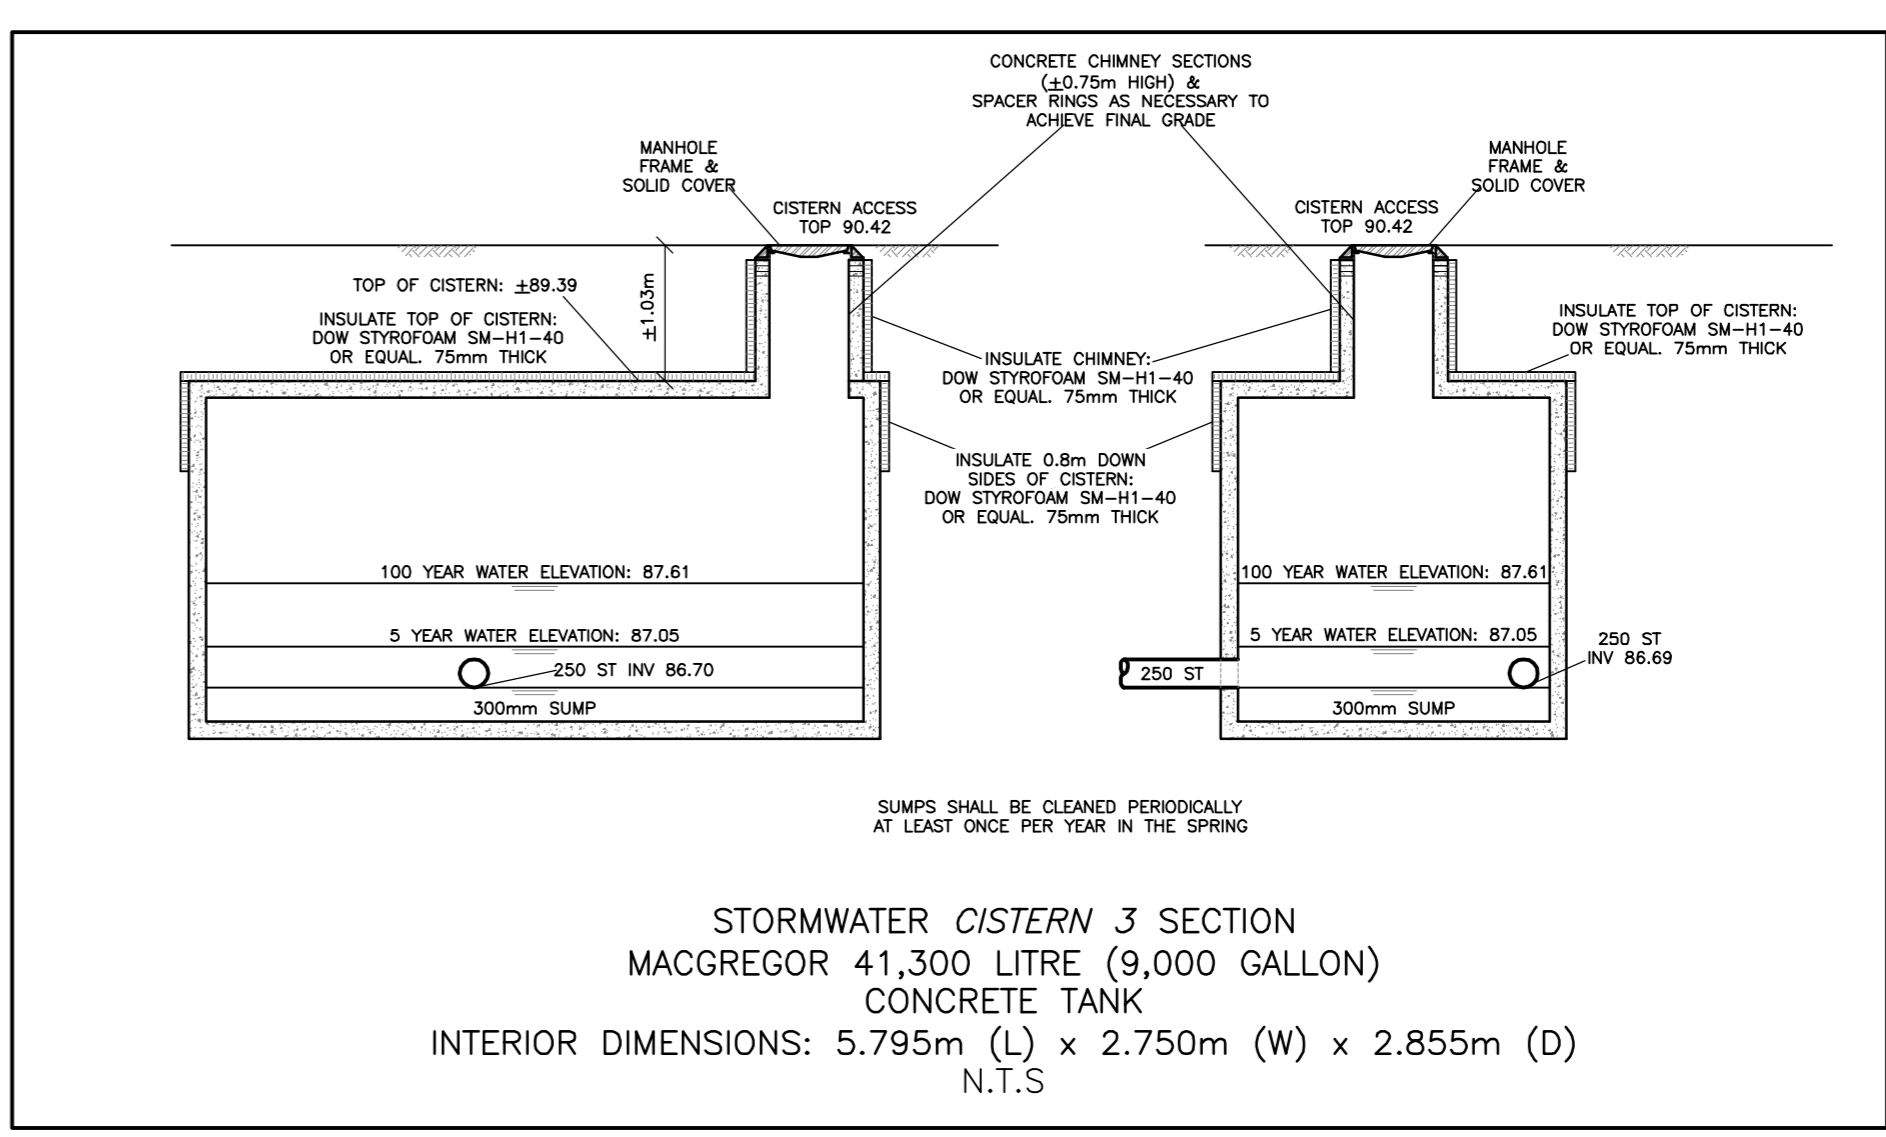 CONCRETE CHIMNEY SECTIONS
(±0.75m HIGH) &
SPACER RINGS AS NECESSARY TO
ACHIEVE FINAL GRADE
MANHOLE
FRAME &
SOLID COVER
CISTERN ACCESS
TOP 90.42
MANHOLE
FRAME &
SOLID COVER
CISTERN ACCESS
TOP 90.42
TOP OF CISTERN: ±89.39
±1.03m
INSULATE TOP OF CISTERN:
DOW STYROFOAM SM-H1-40
OR EQUAL. 75mm THICK
INSULATE TOP OF CISTERN:
DOW STYROFOAM SM-H1-40
OR EQUAL. 75mm THICK
INSULATE CHIMNEY:
DOW STYROFOAM SM-H1-40
OR EQUAL. 75mm THICK
INSULATE 0.8m DOWN
SIDES OF CISTERN:
DOW STYROFOAM SM-H1-40
OR EQUAL. 75mm THICK
100 YEAR WATER ELEVATION: 87.61
5 YEAR WATER ELEVATION: 87.05
250 ST INV 86.70
300mm SUMP
100 YEAR WATER ELEVATION: 87.61
5 YEAR WATER ELEVATION: 87.05
250 ST
INV 86.69
250 ST
300mm SUMP
SUMPS SHALL BE CLEANED PERIODICALLY
AT LEAST ONCE PER YEAR IN THE SPRING
STORMWATER CISTERN 3 SECTION
MACGREGOR 41,300 LITRE (9,000 GALLON)
CONCRETE TANK
INTERIOR DIMENSIONS: 5.795m (L) x 2.750m (W) x 2.855m (D)
N.T.S